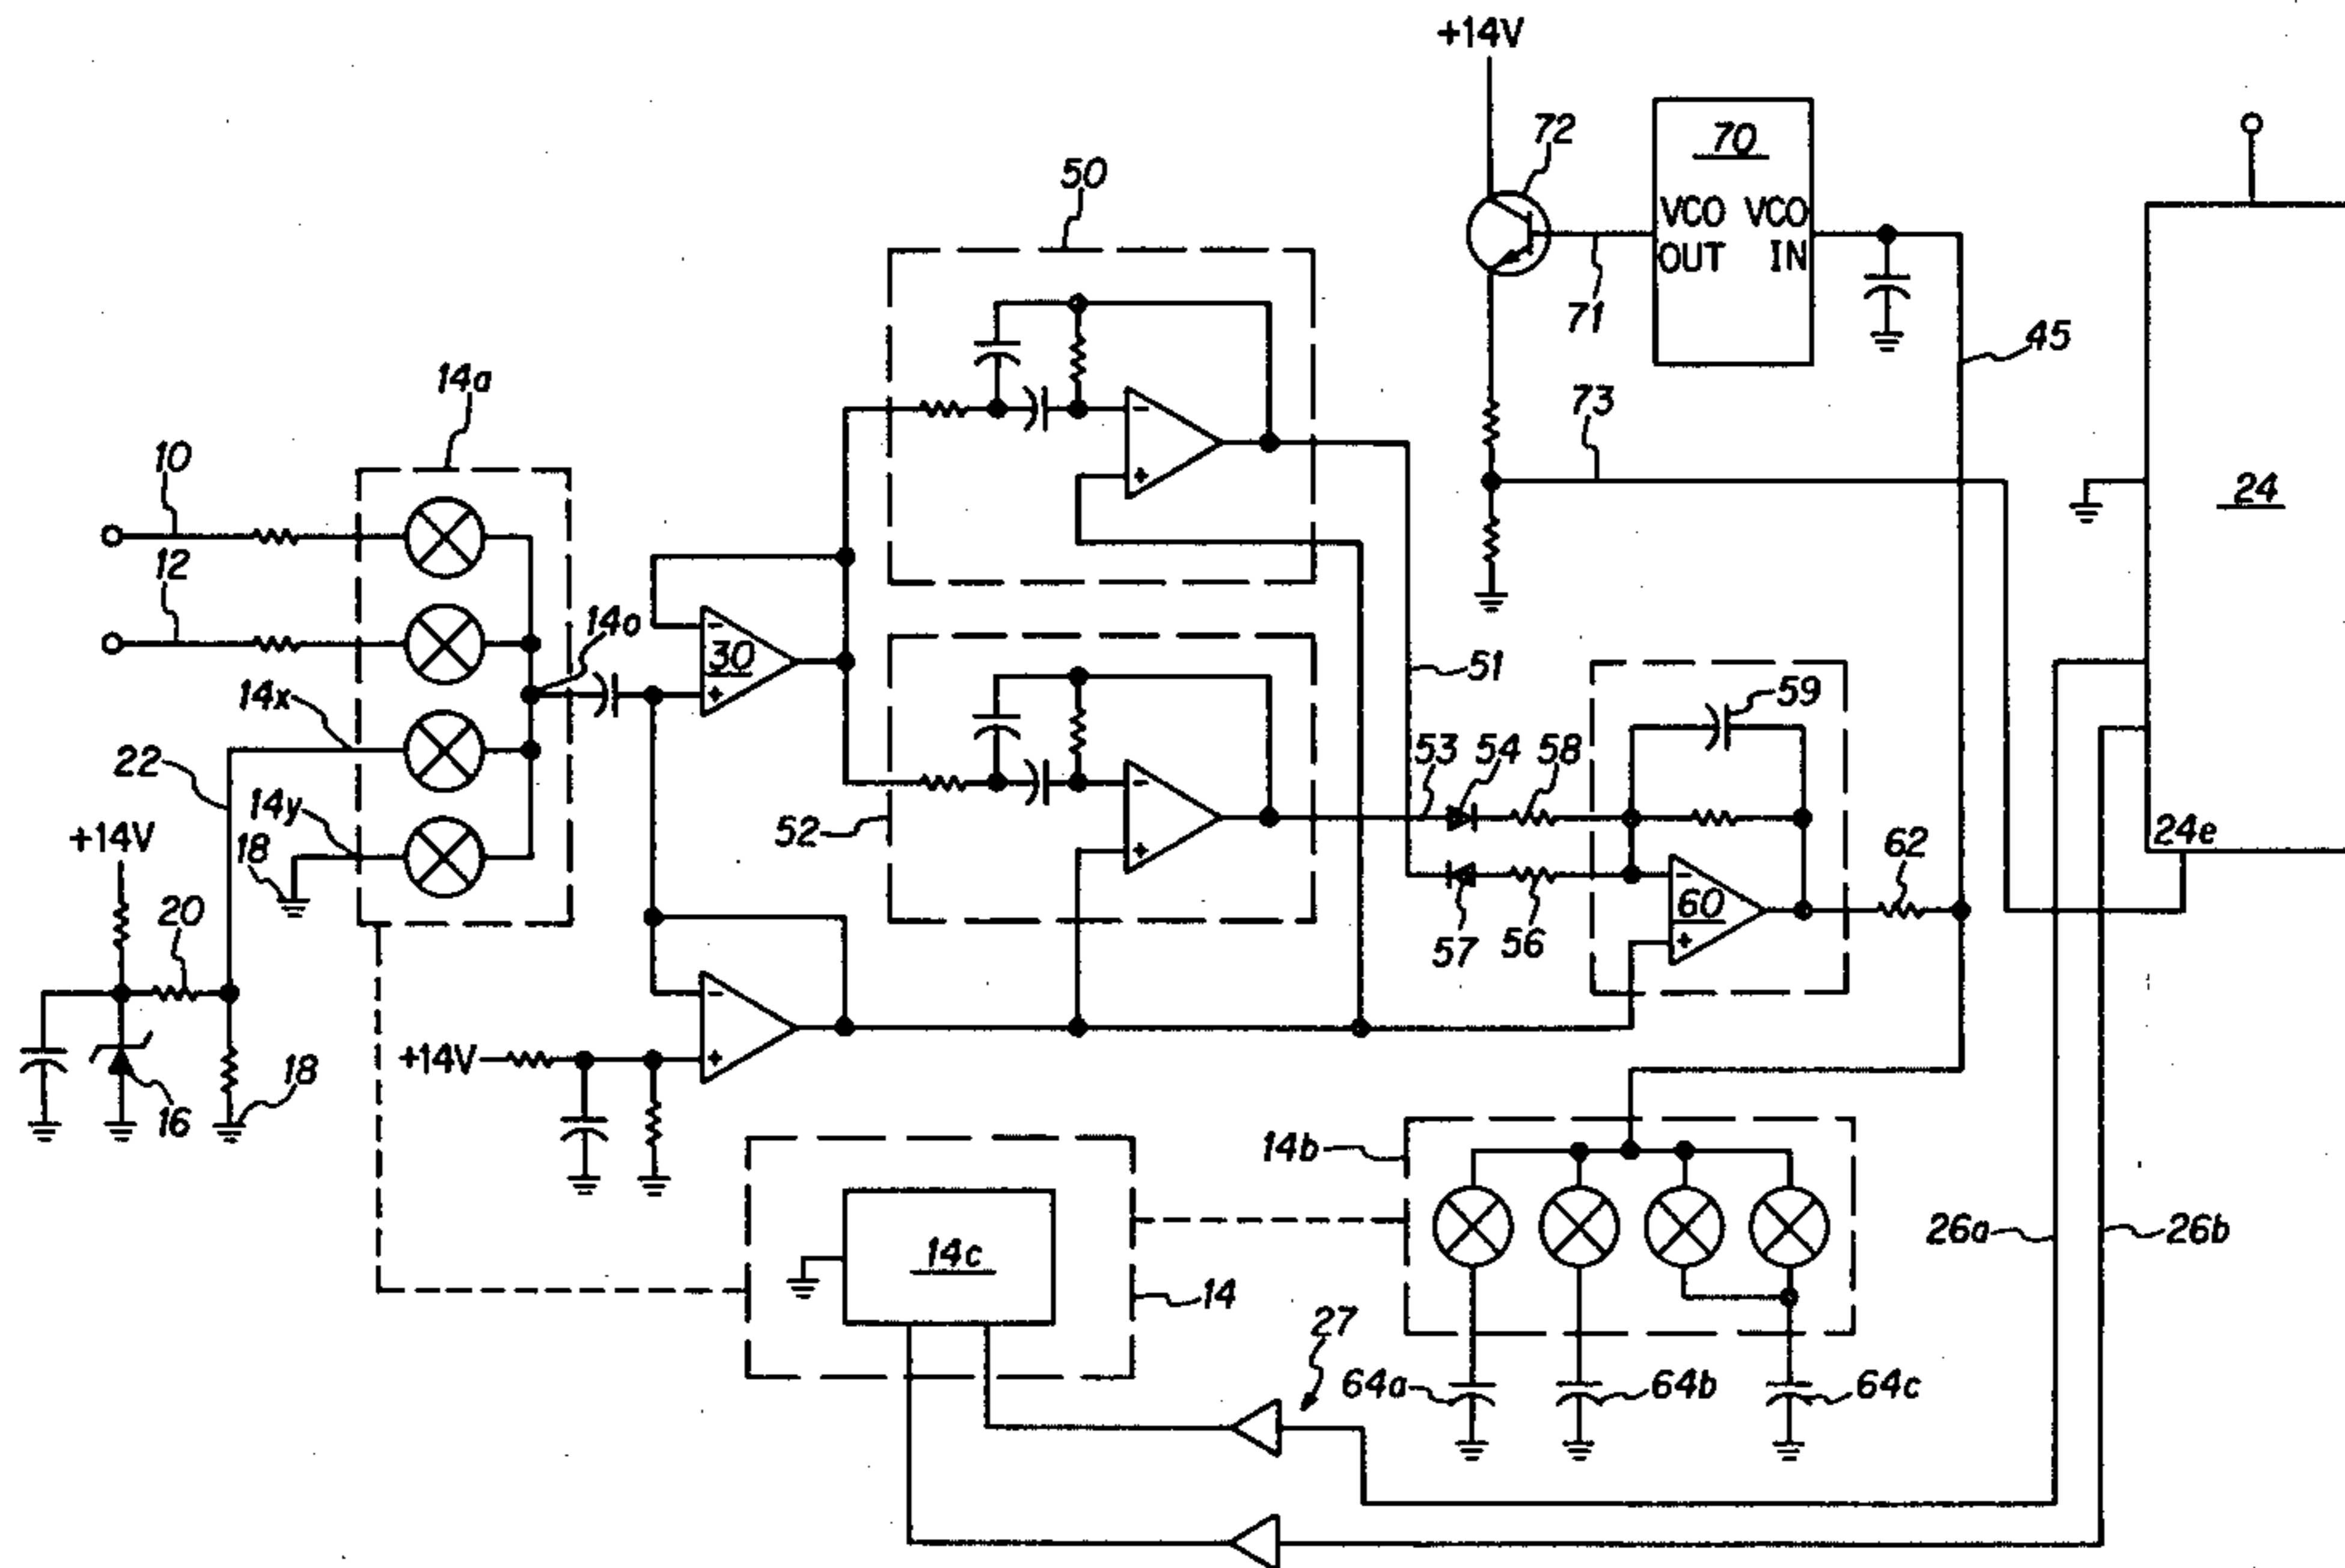 +14V
72
70
VCO VCO
OUT IN
50
71
45
73
14a
10
24
12
14o
30
51
59
14x
22
53 54 58
14y
52
24e
+14V
18
62
20
60
57 56
+14V
18
16
14b
14c
26a
26b
14
27
64a
64b
64c
- + - + - + - + - +